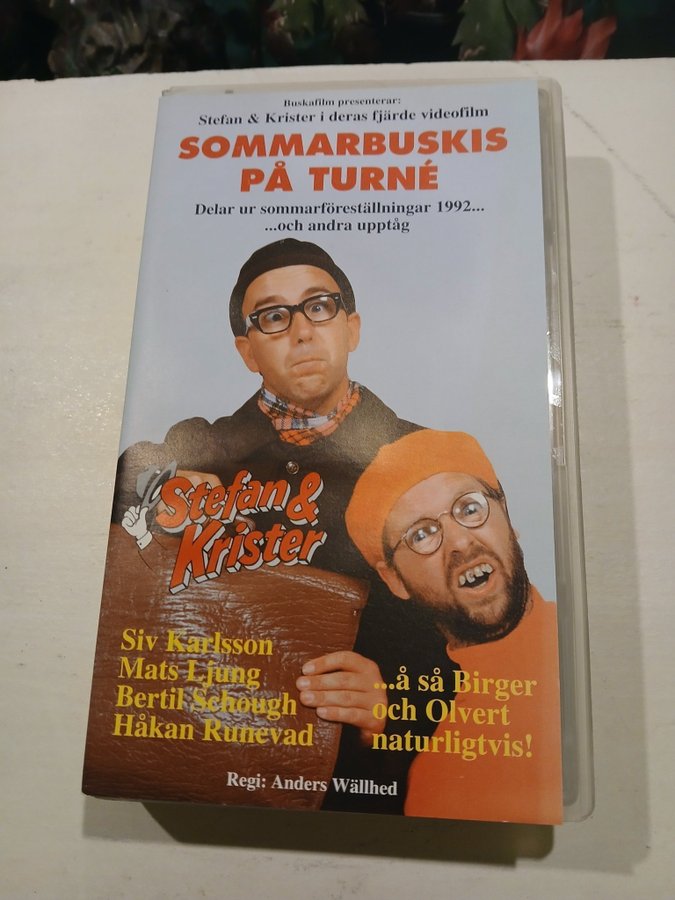 Buskafilm presenterar:
Stefan & Krister i deras fjärde videofilm
SOMMARBUSKIS
PÅ TURNÉ
Delar ur sommarföreställningar 1992...
...och andra upptåg
Stefan &
Krister
Siv Karlsson
Mats Ljung
Bertil Schough
Håkan Runevad
...å så Birger
och Olvert
naturligtvis!
Regi: Anders Wällhed